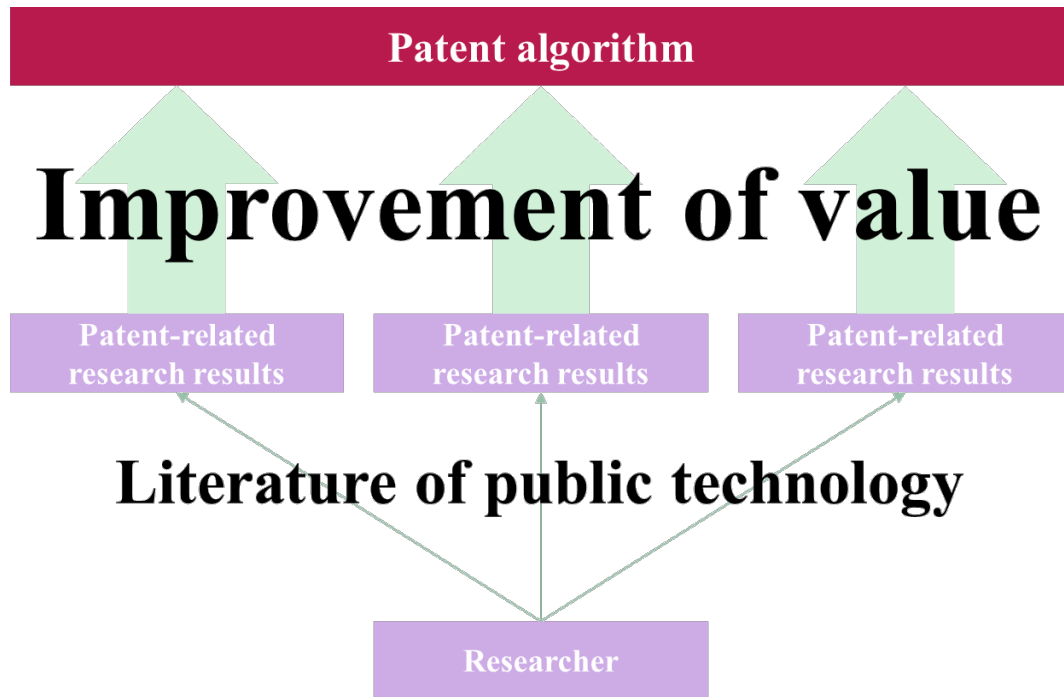 Patent algorithm
Improvement of value
Patent-related
research results
Patent-related
research results
Patent-related
research results
Literature of public technology
Researcher